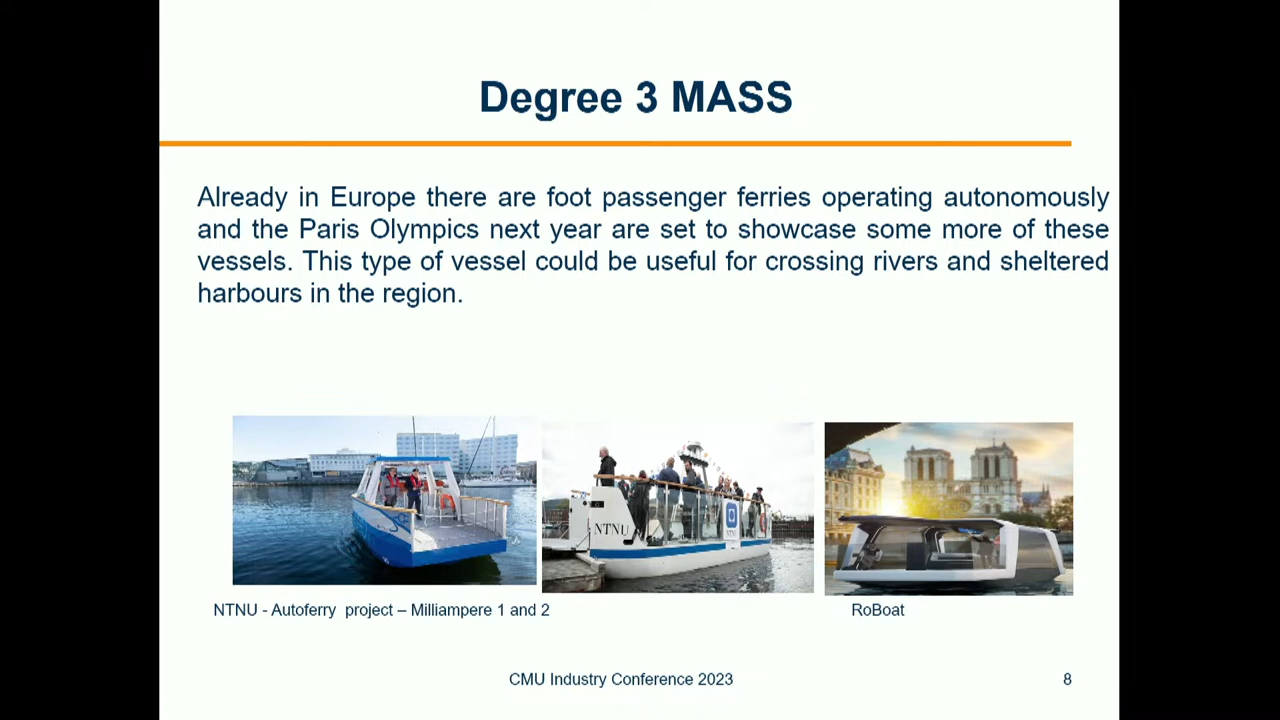 Degree 3 MASS
Already in Europe there are foot passenger ferries operating autonomously
and the Paris Olympics next year are set to showcase some more of these
vessels. This type of vessel could be useful for crossing rivers and sheltered
harbours in the region.
NTNU
NTNU
NTNU - Autoferry project – Milliampere 1 and 2
RoBoat
CMU Industry Conference 2023
8